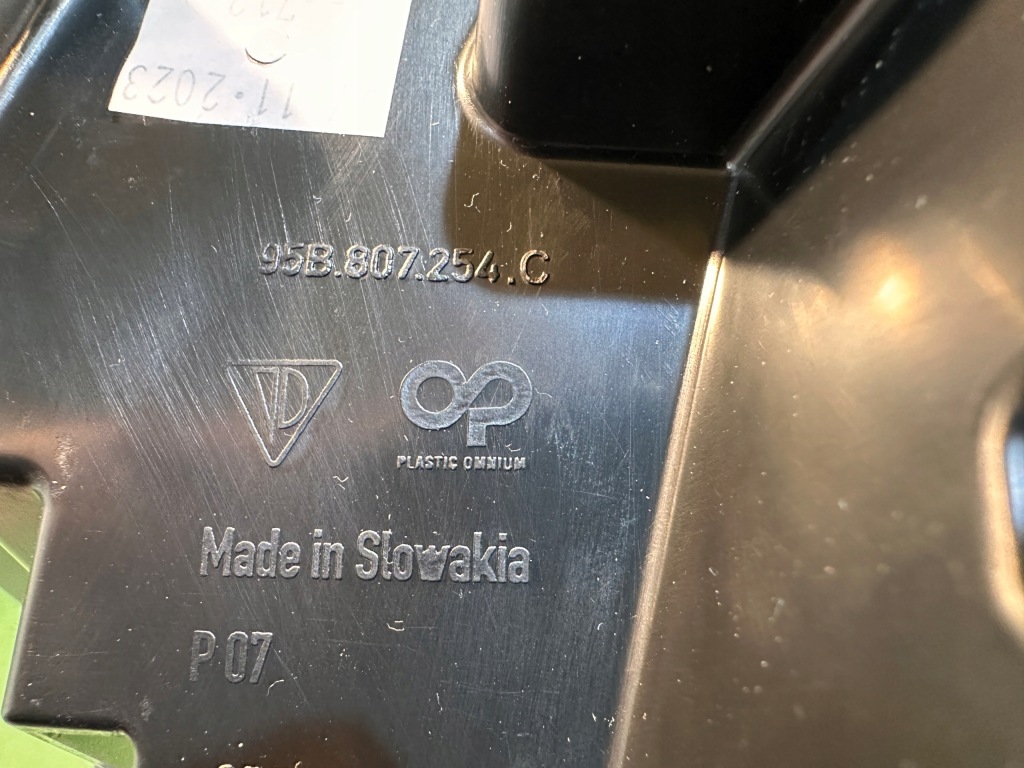 11.2023
95B.807.254.C
PLASTIC OMNIUM
Made in Slowakia
P 07